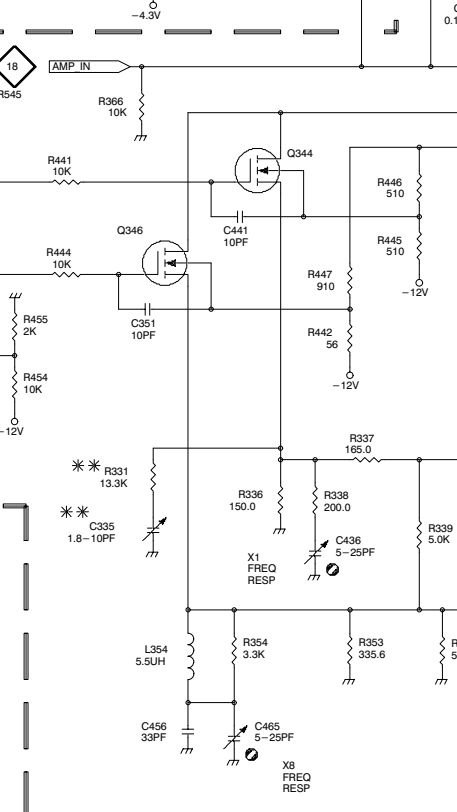 −4.3V
0.1
18
AMP_IN
R545
R366
10K
R441
10K
Q344
R446
510
C441
10PF
Q346
R445
510
R444
10K
R447
910
−12V
C351
10PF
R455
2K
R442
56
R454
10K
−12V
−12V
R337
165.0
** R331
13.3K
R336
150.0
R338
200.0
** C335
1.8−10PF
R339
5.0K
C436
5−25PF
X1
FREQ
RESP
L354
5.5UH
R354
3.3K
R353
335.6
R
5
C456
33PF
C465
5−25PF
X8
FREQ
RESP